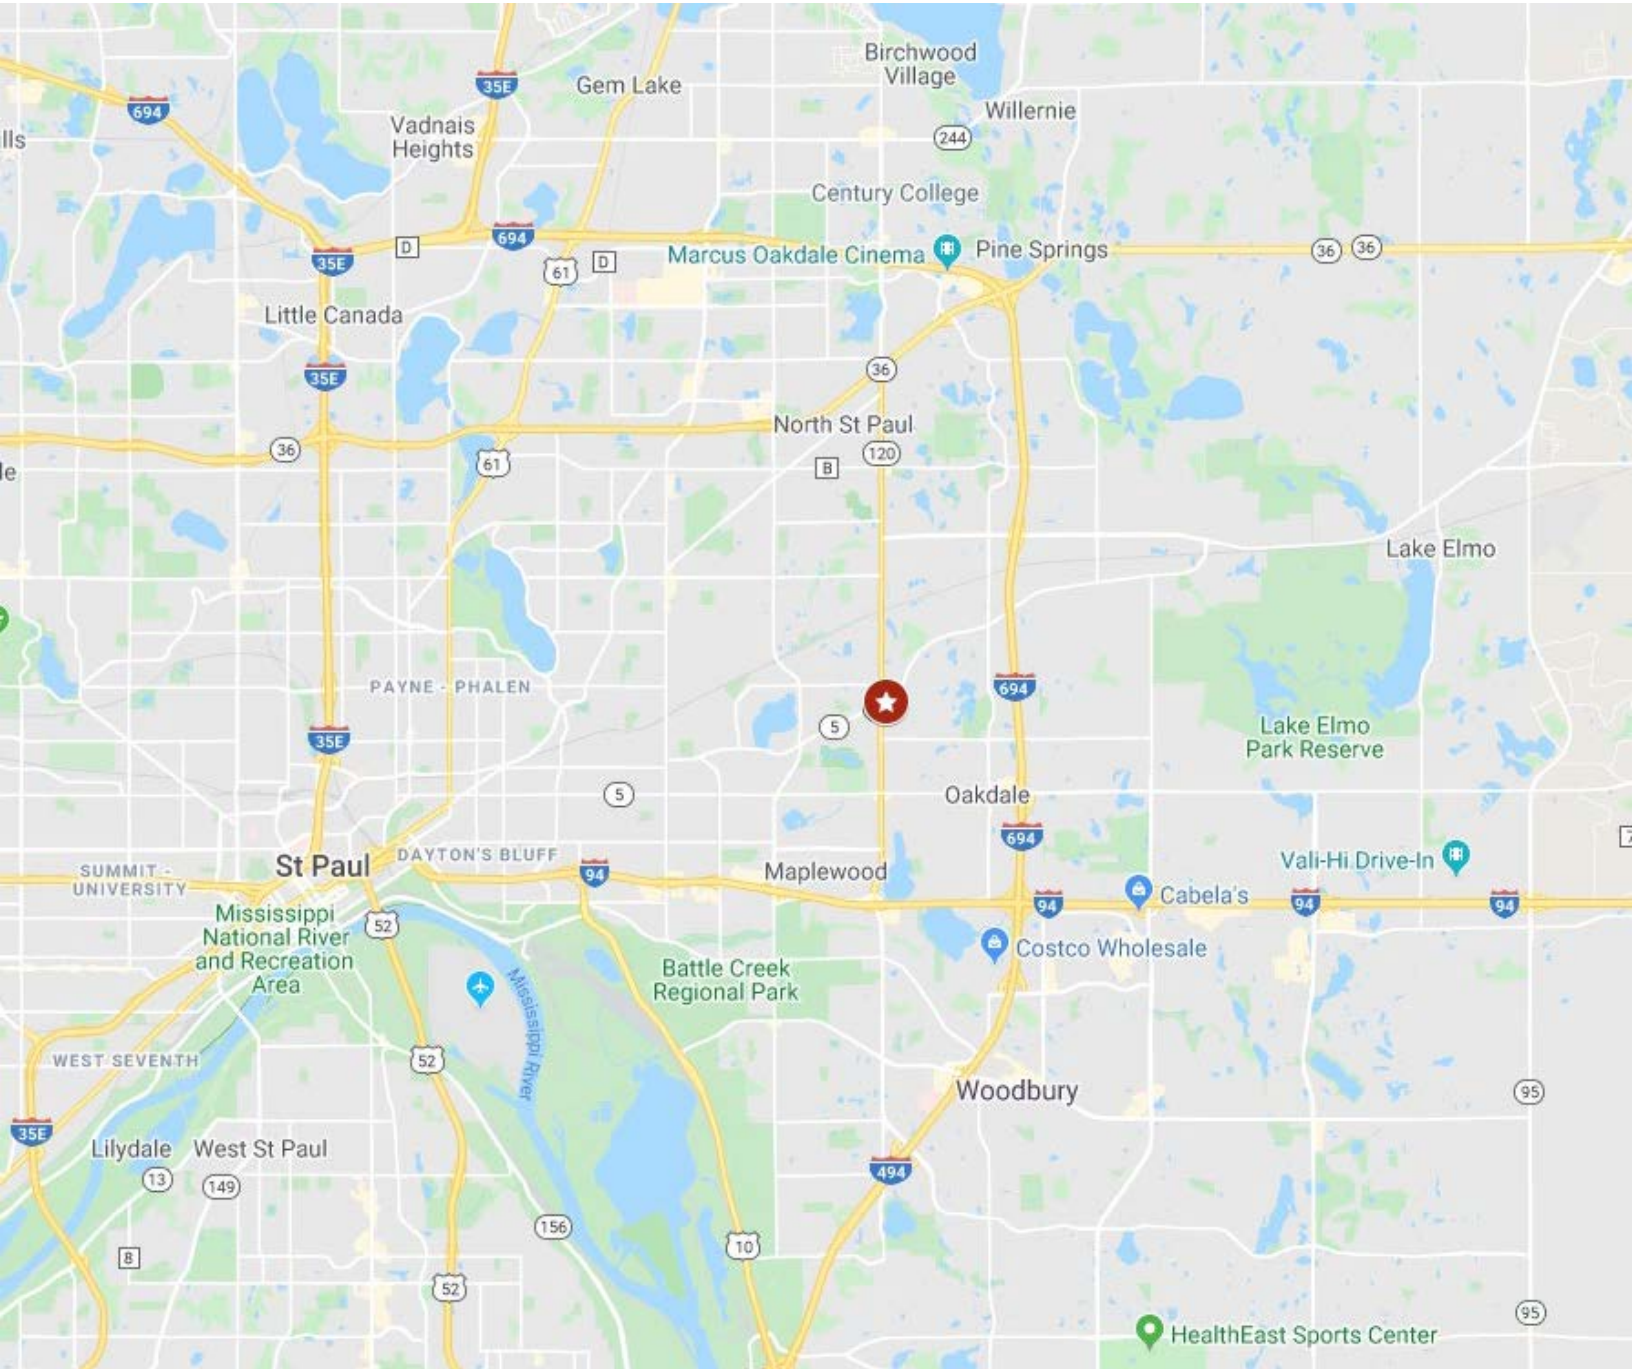 Birchwood
Village
35E
Gem Lake
694
Willernie
Vadnais
Heights
lls
244
Century College
D
694
35E
61
D
Marcus Oakdale Cinema
Pine Springs
36
36
Little Canada
35E
36
North St Paul
36
61
120
B
le
Lake Elmo
PAYNE - PHALEN
694
5
35E
Lake Elmo
Park Reserve
5
Oakdale
694
7
St Paul
DAYTON'S BLUFF
SUMMIT -
UNIVERSITY
94
Maplewood
Vali-Hi Drive-In
94
Cabela's
94
94
Mississippi
National River
and Recreation
Area
52
Costco Wholesale
Battle Creek
Regional Park
Mississippi River
WEST SEVENTH
52
Woodbury
95
35E
Lilydale
West St Paul
13
149
494
156
10
8
52
95
HealthEast Sports Center